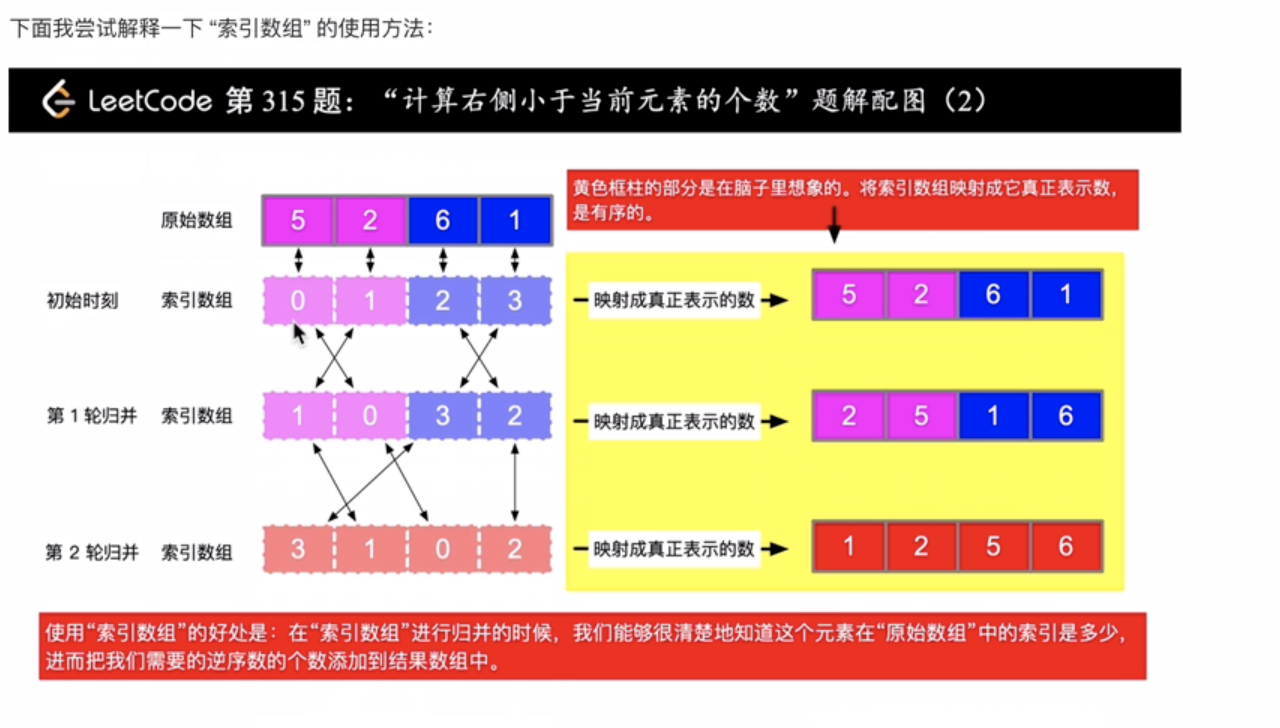 下面我尝试解释一下 “索引数组” 的使用方法：
LeetCode 第 315 题：“计算右侧小于当前元素的个数”题解配图（2）
黄色框柱的部分是在脑子里想象的。将索引数组映射成它真正表示数，
是有序的。
原始数组 5 2 6 1
初始时刻 索引数组 0 1 2 3 映射成真正表示的数 5 2 6 1
第 1 轮归并 索引数组 1 0 3 2 映射成真正表示的数 2 5 1 6
第 2 轮归并 索引数组 3 1 0 2 映射成真正表示的数 1 2 5 6
使用“索引数组”的好处是：在“索引数组”进行归并的时候，我们能够很清楚地知道这个元素在“原始数组”中的索引是多少，
进而把我们需要的逆序数的个数添加到结果数组中。